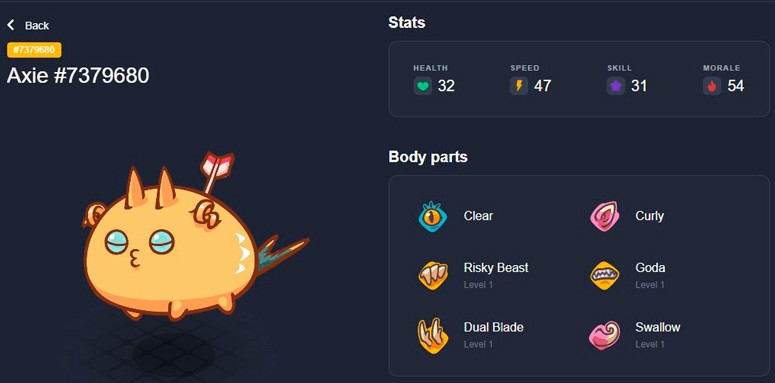 Back
#7379680
Axie #7379680
Stats
HEALTH SPEED SKILL MORALE
32 47 31 54
Body parts
Clear Curly
Risky Beast Goda
Level 1 Level 1
Dual Blade Swallow
Level 1 Level 1